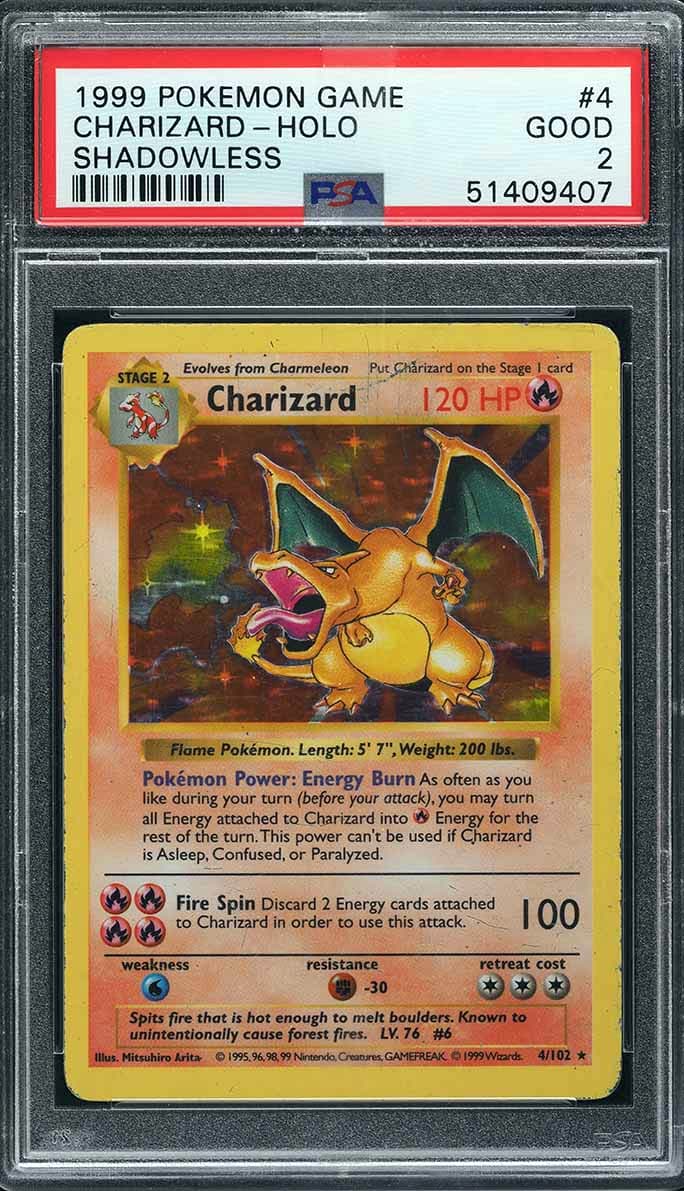 1999 POKEMON GAME #4
CHARIZARD – HOLO GOOD
SHADOWLESS 2
PSA 51409407
Evolves from Charmeleon Put Charizard on the Stage 1 card
STAGE 2
Charizard 120 HP
Flame Pokémon. Length: 5' 7", Weight: 200 lbs.
Pokémon Power: Energy Burn As often as you
like during your turn (before your attack), you may turn
all Energy attached to Charizard into Energy for the
rest of the turn. This power can't be used if Charizard
is Asleep, Confused, or Paralyzed.
Fire Spin Discard 2 Energy cards attached
to Charizard in order to use this attack. 100
weakness resistance retreat cost
-30
Spits fire that is hot enough to melt boulders. Known to
unintentionally cause forest fires. LV. 76 #6
Illus. Mitsuhiro Arita © 1995, 96, 98, 99 Nintendo, Creatures, GAMEFREAK. © 1999 Wizards. 4/102 ★
PSA